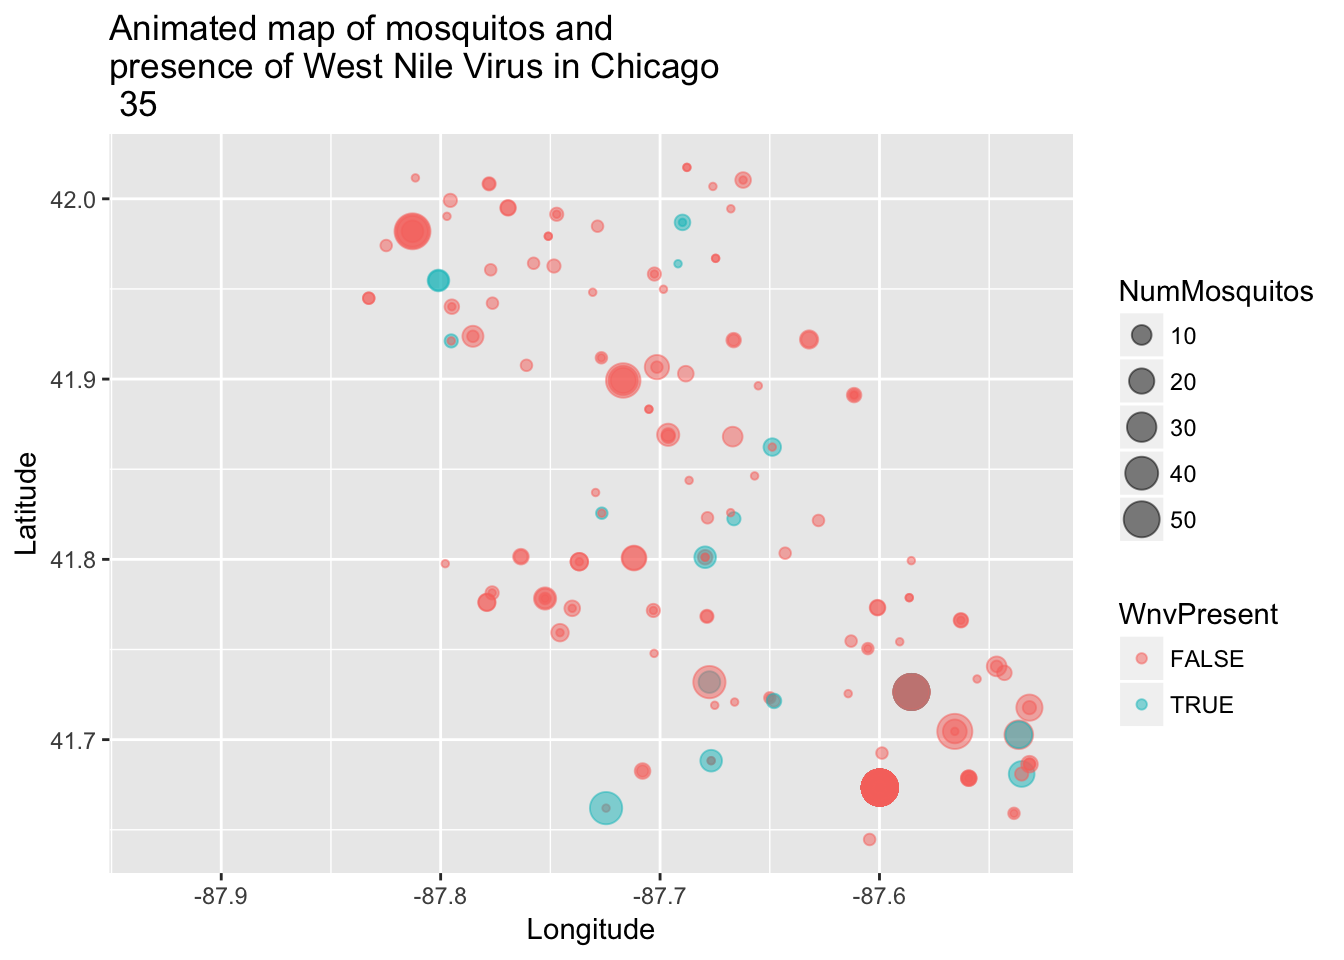 Animated map of mosquitos and
presence of West Nile Virus in Chicago
35
42.0
41.9
41.8
41.7
Latitude
-87.9 -87.8 -87.7 -87.6
Longitude
NumMosquitos
10
20
30
40
50
WnvPresent
FALSE
TRUE